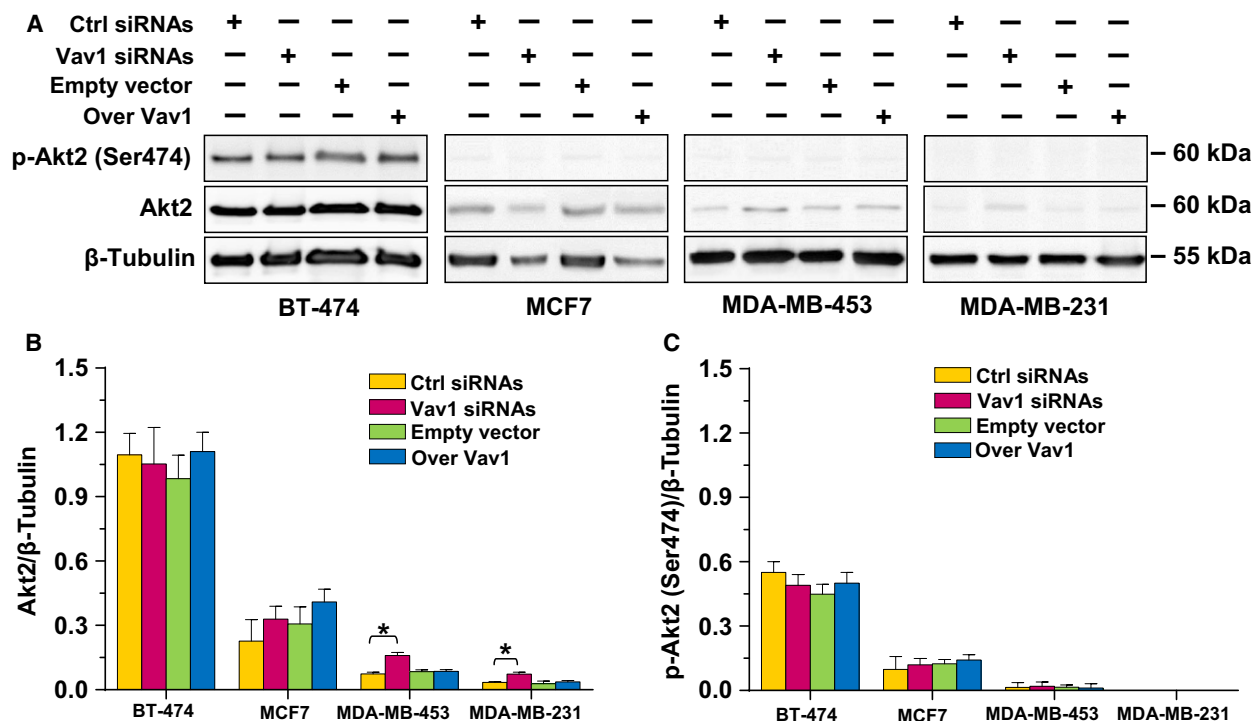 A Ctrl siRNAs + − − − + − − − + − − − + − − −
Vav1 siRNAs − + − − − + − − − + − − − + − −
Empty vector − − + − − − + − − − + − − − + −
Over Vav1 − − − + − − − + − − − + − − − +
p-Akt2 (Ser474) − 60 kDa
Akt2 − 60 kDa
β-Tubulin − 55 kDa
BT-474 MCF7 MDA-MB-453 MDA-MB-231
B
Akt2/β-Tubulin
1.5
1.2
0.9
0.6
0.3
0.0
Ctrl siRNAs
Vav1 siRNAs
Empty vector
Over Vav1
* *
BT-474 MCF7 MDA-MB-453 MDA-MB-231
C
p-Akt2 (Ser474)/β-Tubulin
1.5
1.2
0.9
0.6
0.3
0.0
Ctrl siRNAs
Vav1 siRNAs
Empty vector
Over Vav1
BT-474 MCF7 MDA-MB-453 MDA-MB-231